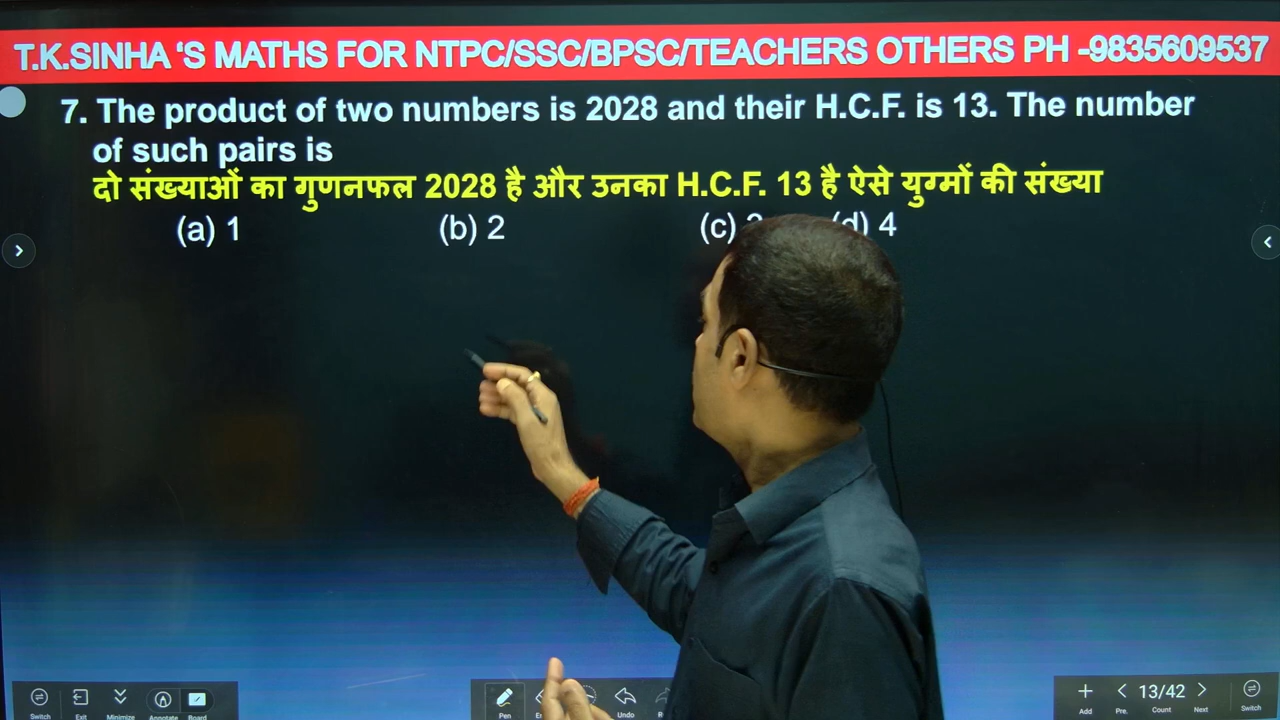 T.K.SINHA ‘S MATHS FOR NTPC/SSC/BPSC/TEACHERS OTHERS PH -9835609537
7. The product of two numbers is 2028 and their H.C.F. is 13. The number
of such pairs is
दो संख्याओं का गुणनफल 2028 है और उनका H.C.F. 13 है ऐसे युग्मों की संख्या
(a) 1 (b) 2 (c) (d) 4
Switch Exit Minimize Annotate Board Pen Undo Add Pre. 13/42 Count Next Switch